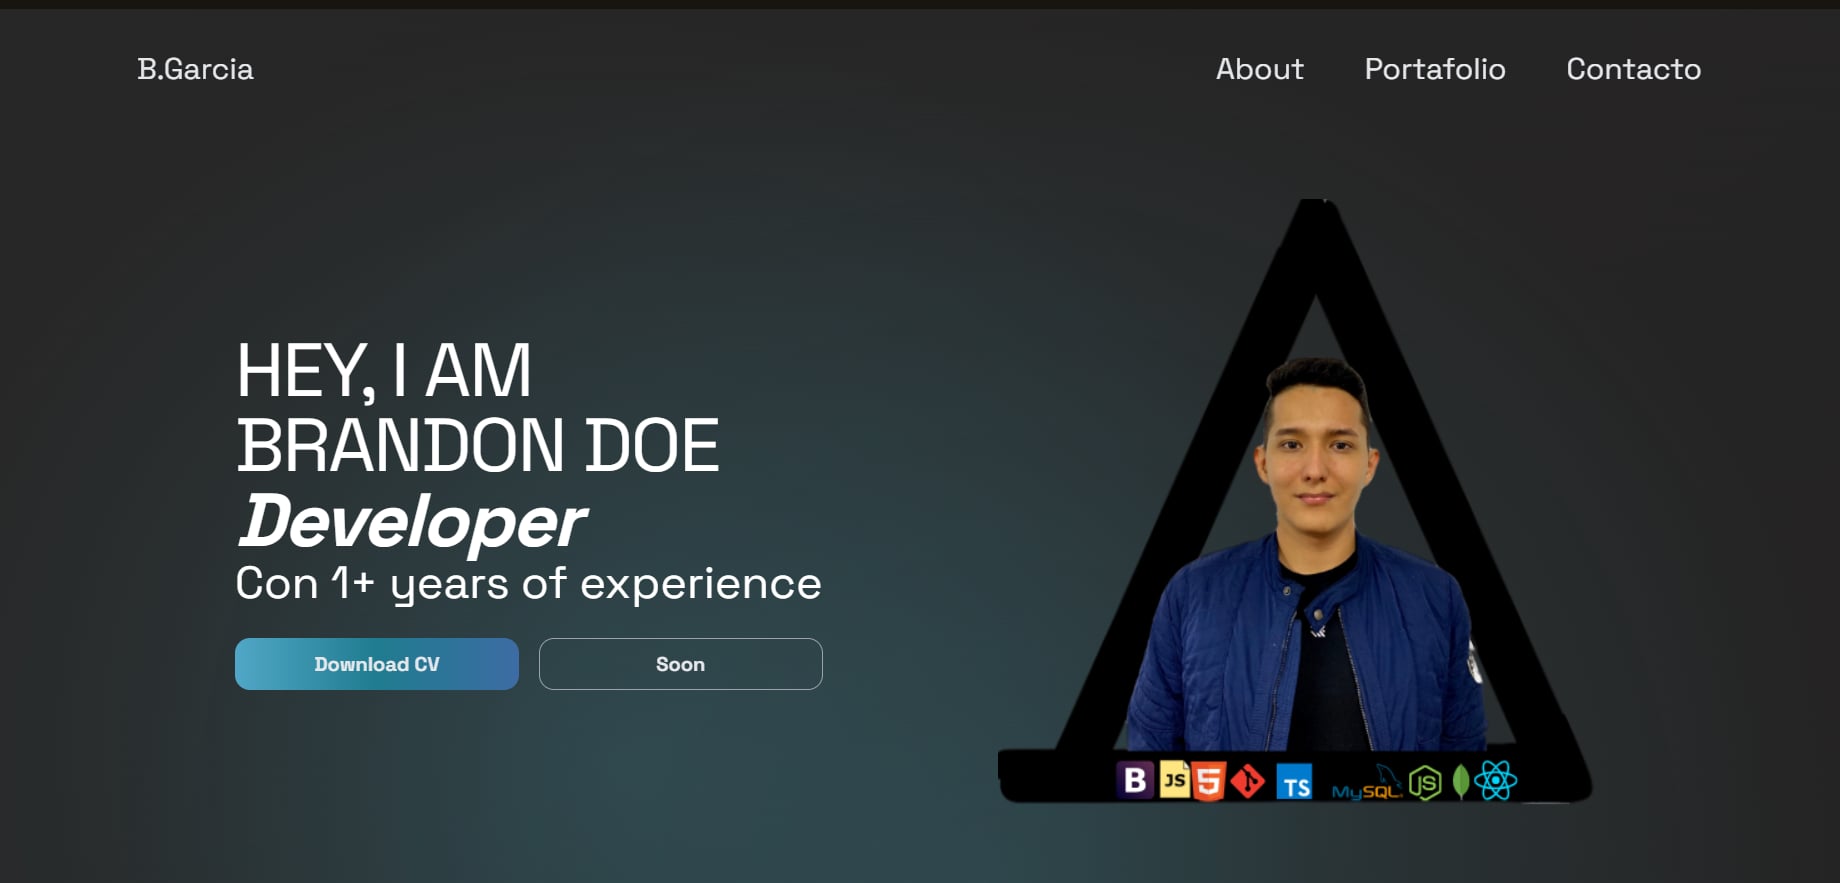 B.Garcia
About Portafolio Contacto
HEY, I AM
BRANDON DOE
Developer
Con 1+ years of experience
Download CV
Soon
B JS 5 TS MySQL JS